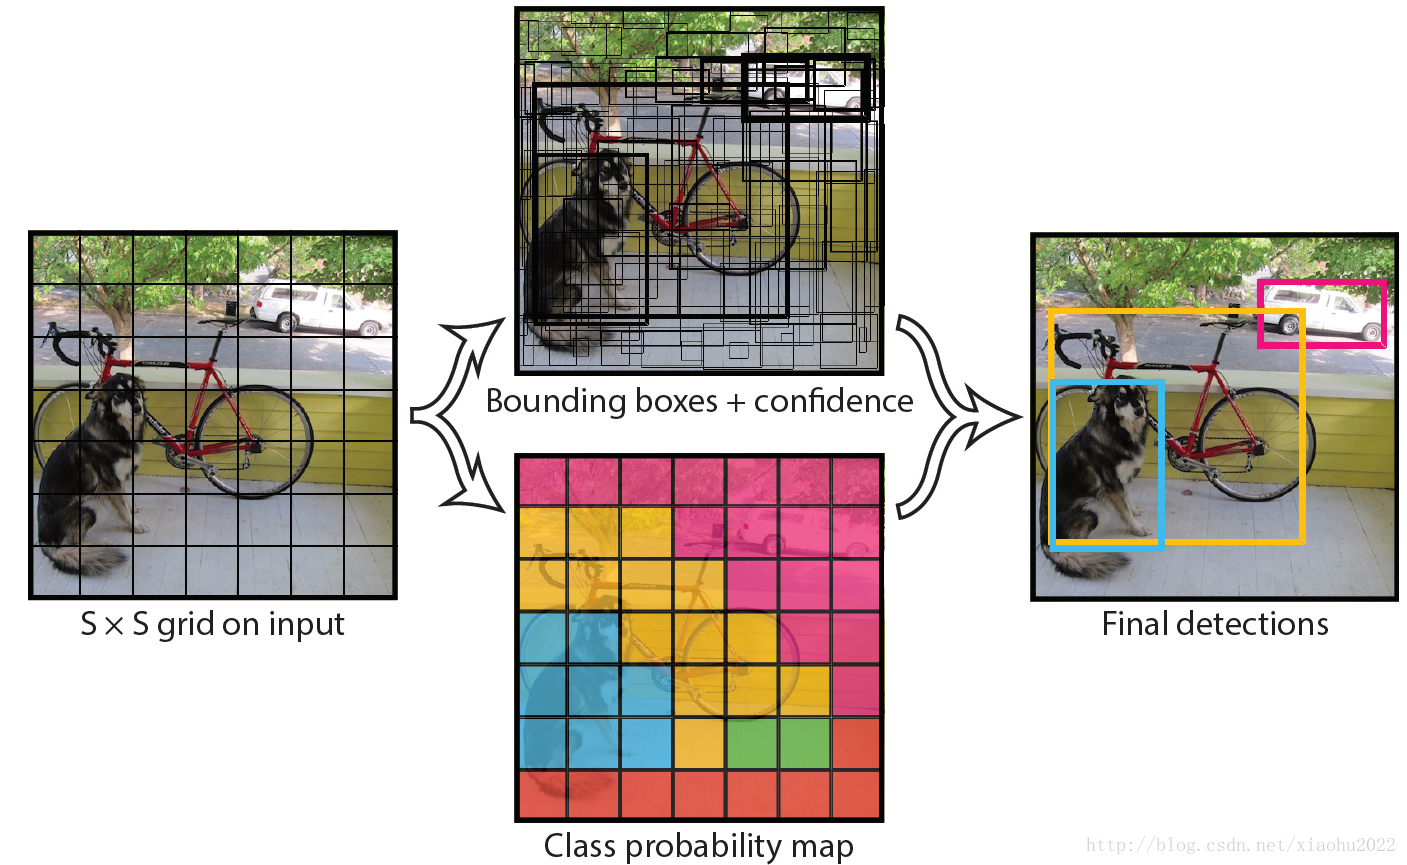 Bounding boxes + confidence
S × S grid on input
Final detections
Class probability map
http://blog.csdn.net/xiaohu2022